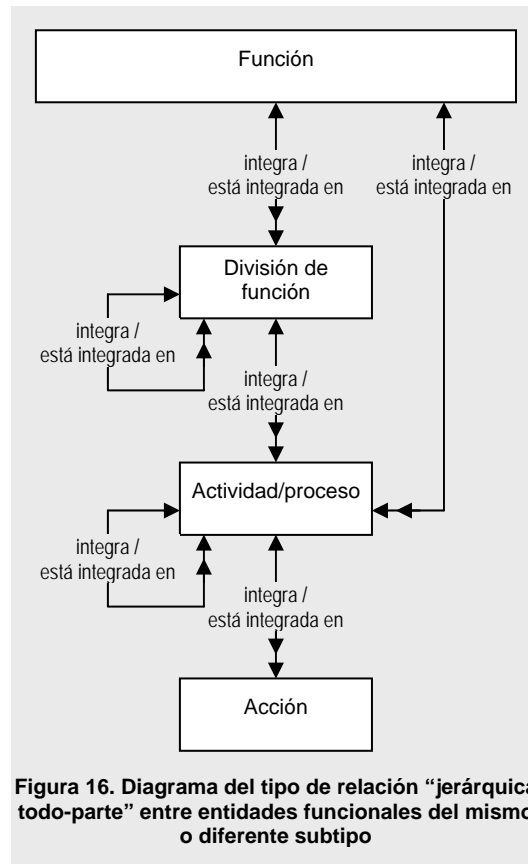 Función
integra /
está integrada en
integra /
está integrada en
División de
función
integra /
está integrada en
integra /
está integrada en
Actividad/proceso
integra /
está integrada en
integra /
está integrada en
Acción
Figura 16. Diagrama del tipo de relación “jerárquica
todo-parte” entre entidades funcionales del mismo
o diferente subtipo